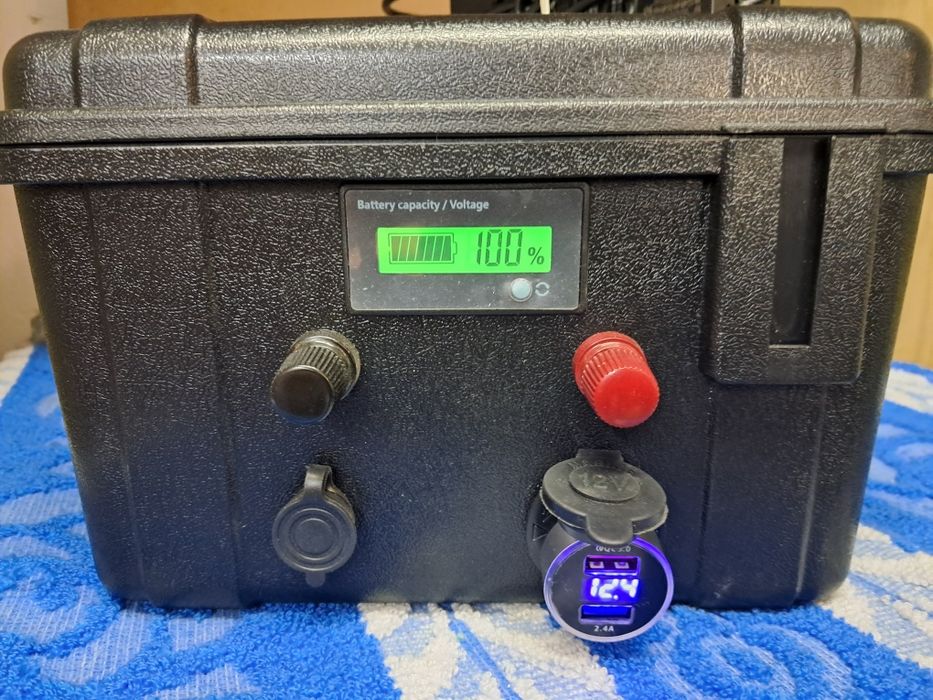 Battery capacity / Voltage
100 %
12V
12.4
2.4A